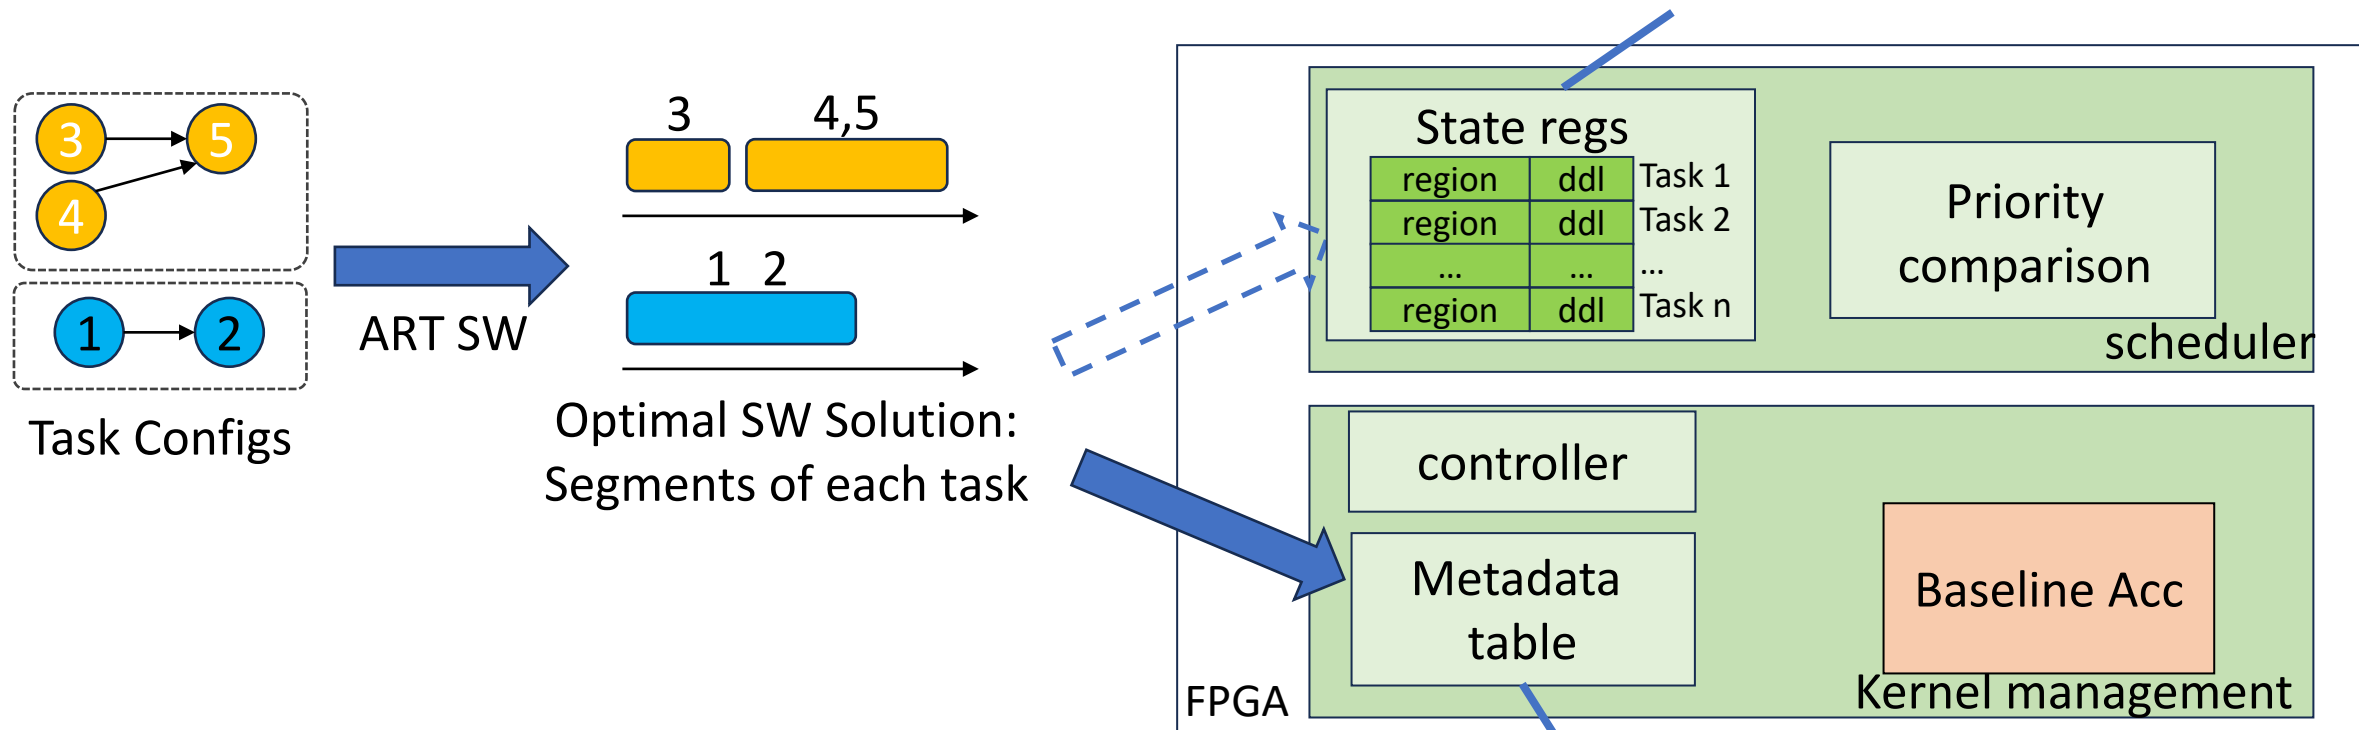 3
5
4
1
2
Task Configs
ART SW
3
4,5
1 2
Optimal SW Solution:
Segments of each task
State regs
region ddl Task 1
region ddl Task 2
... ... ...
region ddl Task n
Priority
comparison
scheduler
controller
Metadata
table
Baseline Acc
Kernel management
FPGA